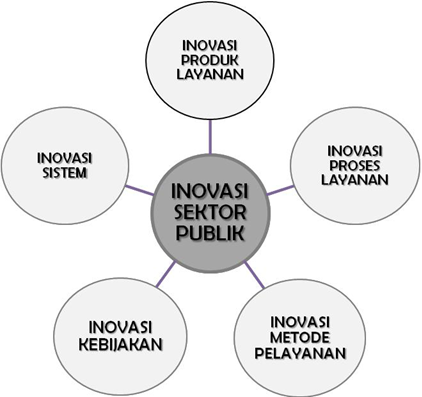 INOVASI
PRODUK
LAYANAN
INOVASI
SISTEM
INOVASI
PROSES
LAYANAN
INOVASI
SEKTOR
PUBLIK
INOVASI
KEBIJAKAN
INOVASI
METODE
PELAYANAN